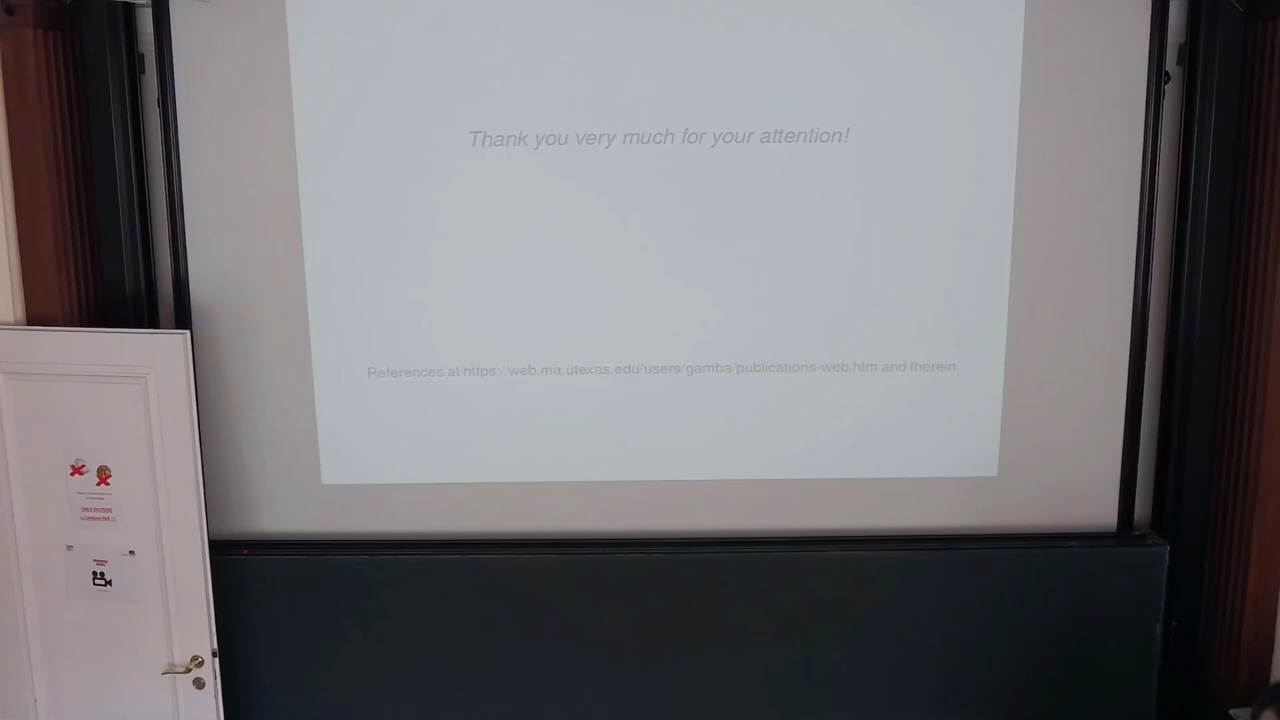 Thank you very much for your attention!
References at https://web.ma.utexas.edu/users/gamba/publications-web.htm and therein
ONLY OUTSIDE